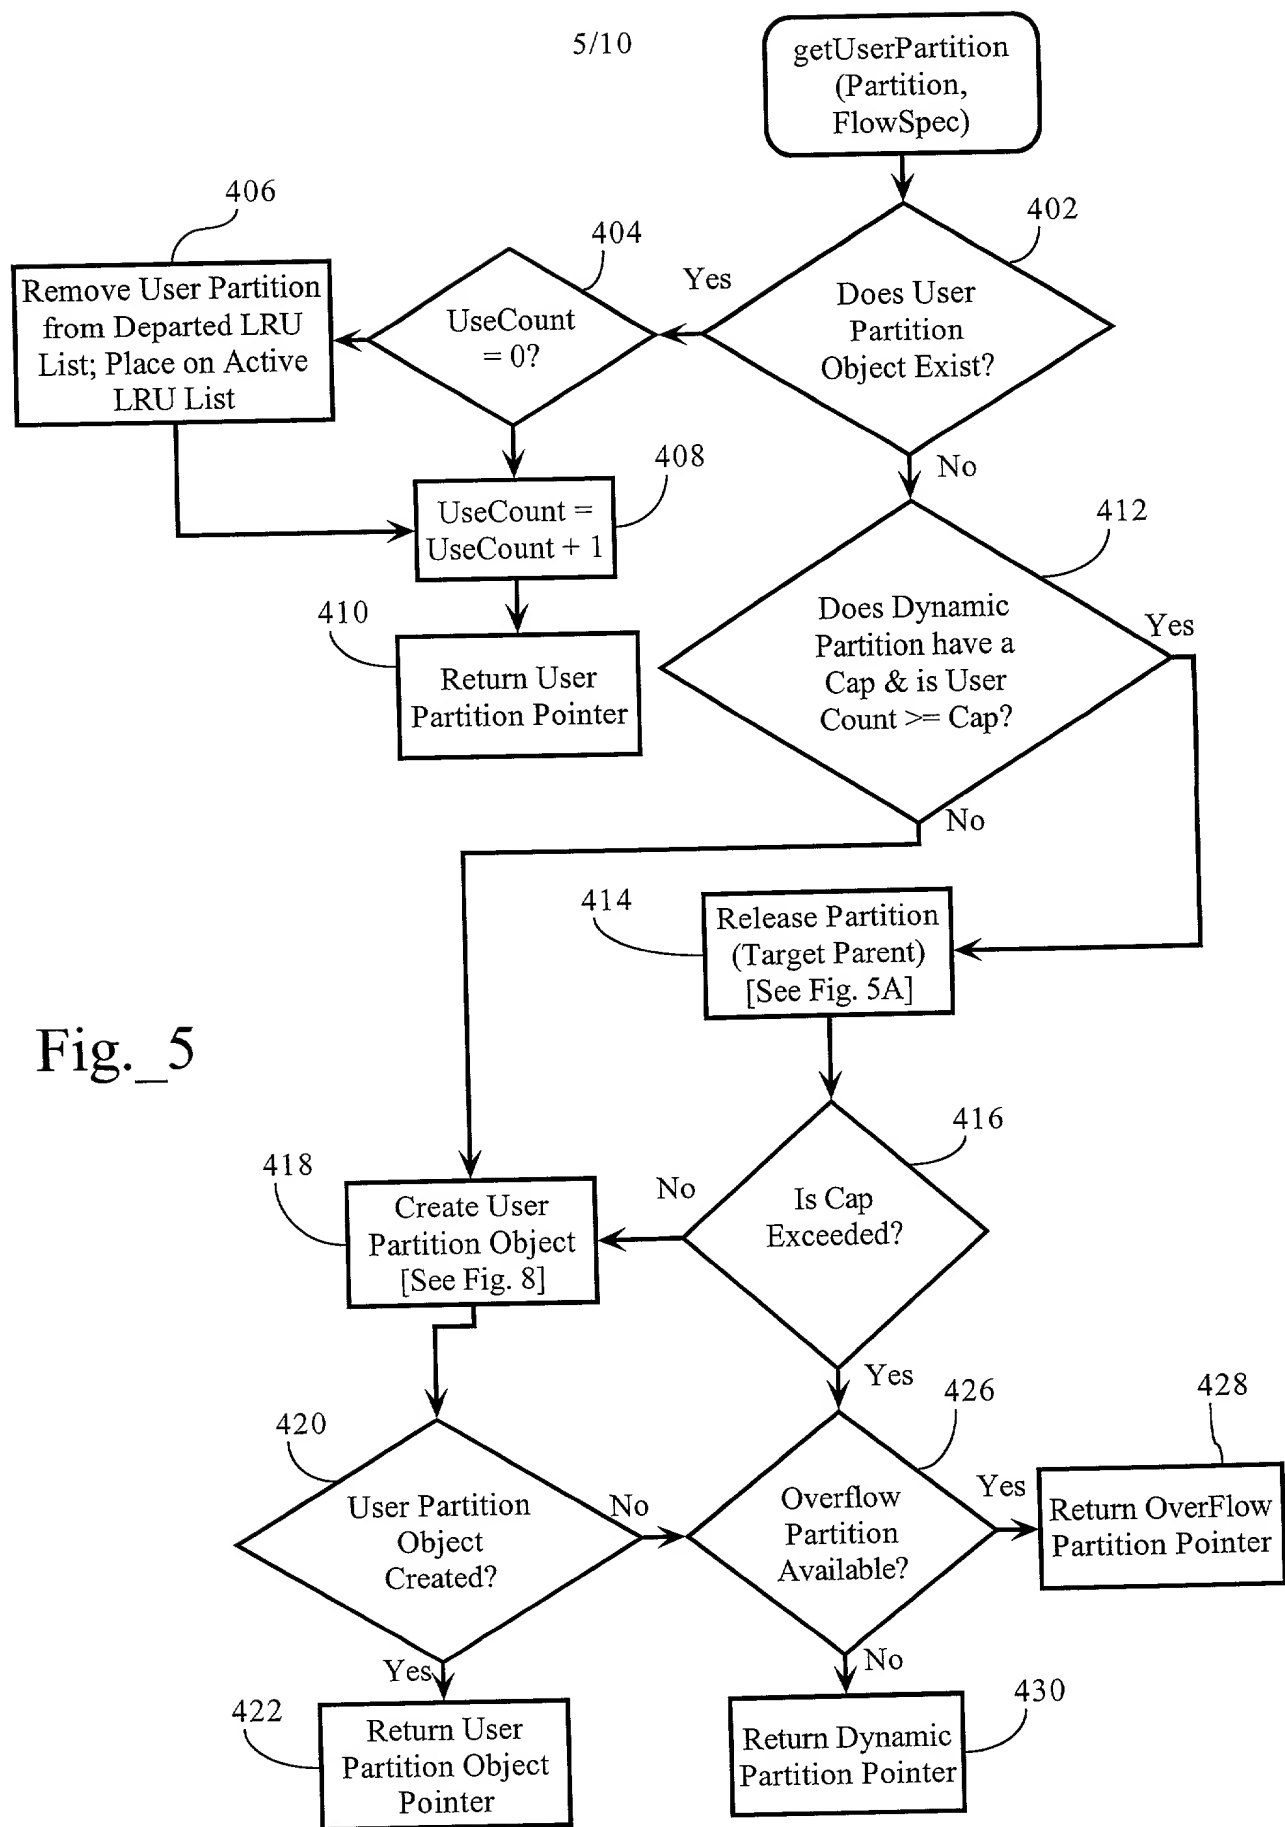 5/10
getUserPartition
(Partition,
FlowSpec)
406
404
402
Remove User Partition
from Departed LRU
List; Place on Active
LRU List
UseCount
= 0?
Yes
Does User
Partition
Object Exist?
No
408
UseCount =
UseCount + 1
410
Return User
Partition Pointer
412
Does Dynamic
Partition have a
Cap & is User
Count >= Cap?
Yes
No
414
Release Partition
(Target Parent)
[See Fig. 5A]
Fig._5
416
Is Cap
Exceeded?
No
Yes
418
Create User
Partition Object
[See Fig. 8]
420
User Partition
Object
Created?
No
Yes
426
Overflow
Partition
Available?
Yes
No
428
Return OverFlow
Partition Pointer
422
Return User
Partition Object
Pointer
430
Return Dynamic
Partition Pointer